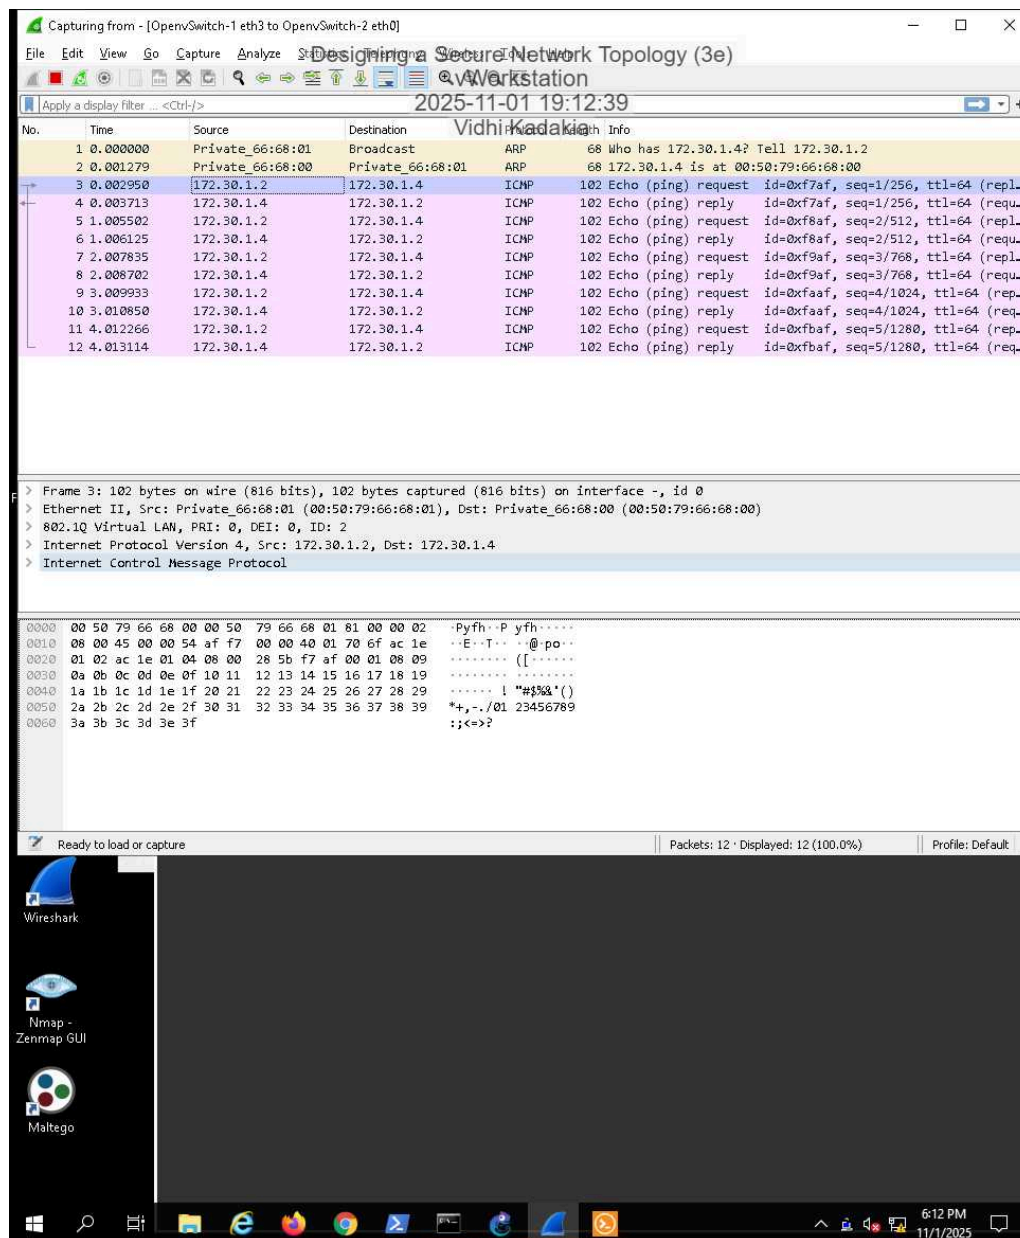 Capturing from - [OpenvSwitch-1 eth3 to OpenvSwitch-2 eth0]
File Edit View Go Capture Analyze Statistics Telephony Wireless Tools Help
Designing a Secure Network Topology (3e)
vWorkstation
2025-11-01 19:12:39
Vidhi Kadakia
Apply a display filter ... <Ctrl-/>
No. Time Source Destination Protocol Length Info
1 0.000000 Private_66:68:01 Broadcast ARP 68 Who has 172.30.1.4? Tell 172.30.1.2
2 0.001279 Private_66:68:00 Private_66:68:01 ARP 68 172.30.1.4 is at 00:50:79:66:68:00
3 0.002950 172.30.1.2 172.30.1.4 ICMP 102 Echo (ping) request id=0xf7af, seq=1/256, ttl=64 (repl…
4 0.003713 172.30.1.4 172.30.1.2 ICMP 102 Echo (ping) reply id=0xf7af, seq=1/256, ttl=64 (requ…
5 1.005502 172.30.1.2 172.30.1.4 ICMP 102 Echo (ping) request id=0xf8af, seq=2/512, ttl=64 (repl…
6 1.006125 172.30.1.4 172.30.1.2 ICMP 102 Echo (ping) reply id=0xf8af, seq=2/512, ttl=64 (requ…
7 2.007835 172.30.1.2 172.30.1.4 ICMP 102 Echo (ping) request id=0xf9af, seq=3/768, ttl=64 (repl…
8 2.008702 172.30.1.4 172.30.1.2 ICMP 102 Echo (ping) reply id=0xf9af, seq=3/768, ttl=64 (requ…
9 3.009933 172.30.1.2 172.30.1.4 ICMP 102 Echo (ping) request id=0xfaaf, seq=4/1024, ttl=64 (rep…
10 3.010850 172.30.1.4 172.30.1.2 ICMP 102 Echo (ping) reply id=0xfaaf, seq=4/1024, ttl=64 (req…
11 4.012266 172.30.1.2 172.30.1.4 ICMP 102 Echo (ping) request id=0xfbaf, seq=5/1280, ttl=64 (rep…
12 4.013114 172.30.1.4 172.30.1.2 ICMP 102 Echo (ping) reply id=0xfbaf, seq=5/1280, ttl=64 (req…
> Frame 3: 102 bytes on wire (816 bits), 102 bytes captured (816 bits) on interface -, id 0
> Ethernet II, Src: Private_66:68:01 (00:50:79:66:68:01), Dst: Private_66:68:00 (00:50:79:66:68:00)
> 802.1Q Virtual LAN, PRI: 0, DEI: 0, ID: 2
> Internet Protocol Version 4, Src: 172.30.1.2, Dst: 172.30.1.4
> Internet Control Message Protocol
0000 00 50 79 66 68 00 00 50 79 66 68 01 81 00 00 02 ·Pyfh··P yfh·····
0010 08 00 45 00 00 54 af f7 00 00 40 01 70 6f ac 1e ··E··T·· ··@·po··
0020 01 02 ac 1e 01 04 08 00 28 5b f7 af 00 01 08 09 ········ ([······
0030 0a 0b 0c 0d 0e 0f 10 11 12 13 14 15 16 17 18 19 ········ ········
0040 1a 1b 1c 1d 1e 1f 20 21 22 23 24 25 26 27 28 29 ······ ! "#$%&'()
0050 2a 2b 2c 2d 2e 2f 30 31 32 33 34 35 36 37 38 39 *+,-./01 23456789
0060 3a 3b 3c 3d 3e 3f :;<=>?
Ready to load or capture Packets: 12 · Displayed: 12 (100.0%) Profile: Default
Wireshark
Nmap -
Zenmap GUI
Maltego
6:12 PM
11/1/2025